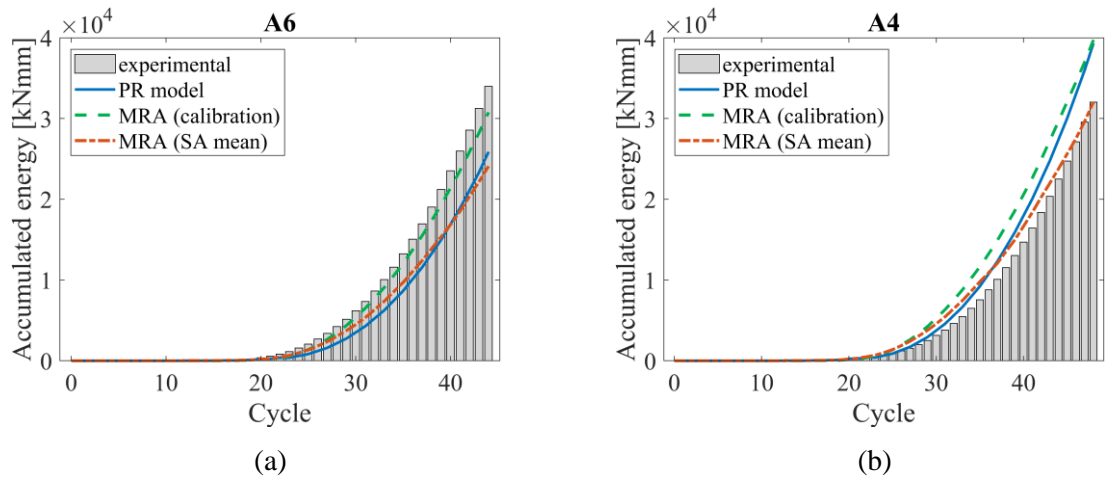 A6
×10⁴
4
3
2
1
0
Accumulated energy [kNmm]
experimental
PR model
MRA (calibration)
MRA (SA mean)
0 10 20 30 40
Cycle
(a)
A4
×10⁴
4
3
2
1
0
Accumulated energy [kNmm]
experimental
PR model
MRA (calibration)
MRA (SA mean)
0 10 20 30 40
Cycle
(b)